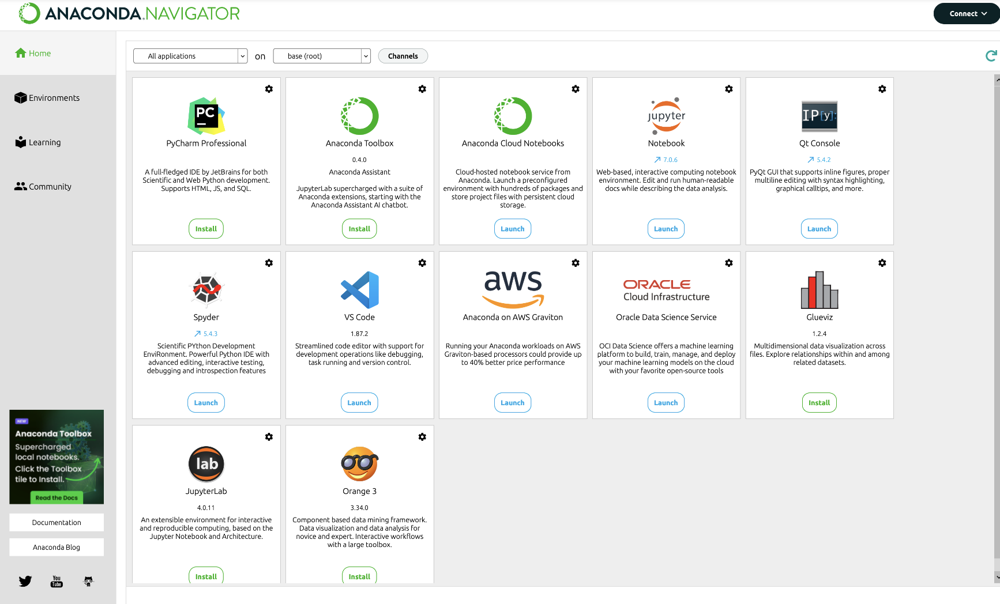 ANACONDA.NAVIGATOR
Connect
Home
Environments
Learning
Community
All applications
on
base (root)
Channels
PC
PyCharm Professional
A full-fledged IDE by JetBrains for both
Scientific and Web Python development.
Supports HTML, JS, and SQL.
Install
Anaconda Toolbox
0.4.0
Anaconda Assistant
JupyterLab supercharged with a suite of
Anaconda extensions, starting with the
Anaconda Assistant AI chatbot.
Install
Anaconda Cloud Notebooks
Cloud-hosted notebook service from
Anaconda. Launch a preconfigured
environment with hundreds of packages and
store project files with persistent cloud
storage.
Launch
jupyter
Notebook
7.0.6
Web-based, interactive computing notebook
environment. Edit and run human-readable
docs while describing the data analysis.
Launch
IP[y]:
Qt Console
5.4.2
PyQt GUI that supports inline figures, proper
multiline editing with syntax highlighting,
graphical calltips, and more.
Launch
Spyder
5.4.3
Scientific PYthon Development
EnviRonment. Powerful Python IDE with
advanced editing, interactive testing,
debugging and introspection features
Launch
VS Code
1.87.2
Streamlined code editor with support for
development operations like debugging,
task running and version control.
Launch
aws
Anaconda on AWS Graviton
Running your Anaconda workloads on AWS
Graviton-based processors could provide up
to 40% better price performance
Launch
ORACLE
Cloud Infrastructure
Oracle Data Science Service
OCI Data Science offers a machine learning
platform to build, train, manage, and deploy
your machine learning models on the cloud
with your favorite open-source tools
Launch
Glueviz
1.2.4
Multidimensional data visualization across
files. Explore relationships within and among
related datasets.
Install
lab
JupyterLab
4.0.11
An extensible environment for interactive
and reproducible computing, based on the
Jupyter Notebook and Architecture.
Install
Orange 3
3.34.0
Component based data mining framework.
Data visualization and data analysis for
novice and expert. Interactive workflows
with a large toolbox.
Install
NEW
Anaconda Toolbox
Supercharged
local notebooks.
Click the Toolbox
tile to Install.
Read the Docs
Documentation
Anaconda Blog
You
Tube